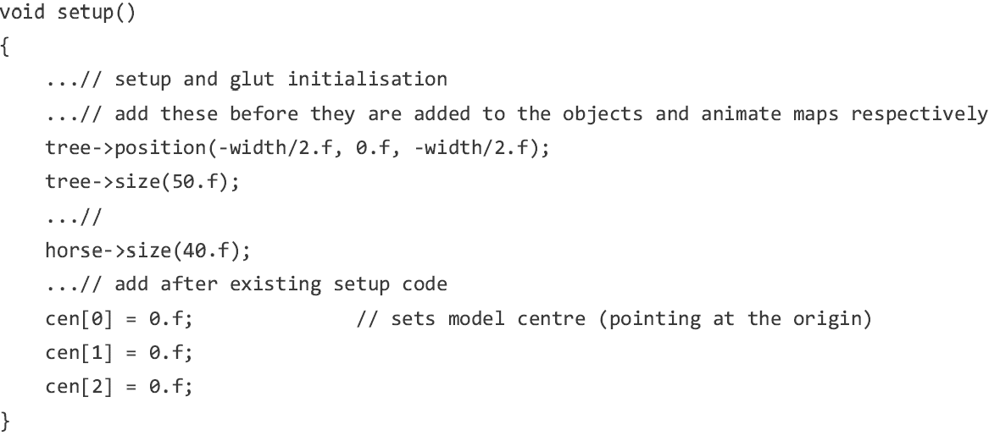 void setup()
{
    ...// setup and glut initialisation
    ...// add these before they are added to the objects and animate maps respectively
    tree->position(-width/2.f, 0.f, -width/2.f);
    tree->size(50.f);
    ...//
    horse->size(40.f);
    ...// add after existing setup code
    cen[0] = 0.f;              // sets model centre (pointing at the origin)
    cen[1] = 0.f;
    cen[2] = 0.f;
}